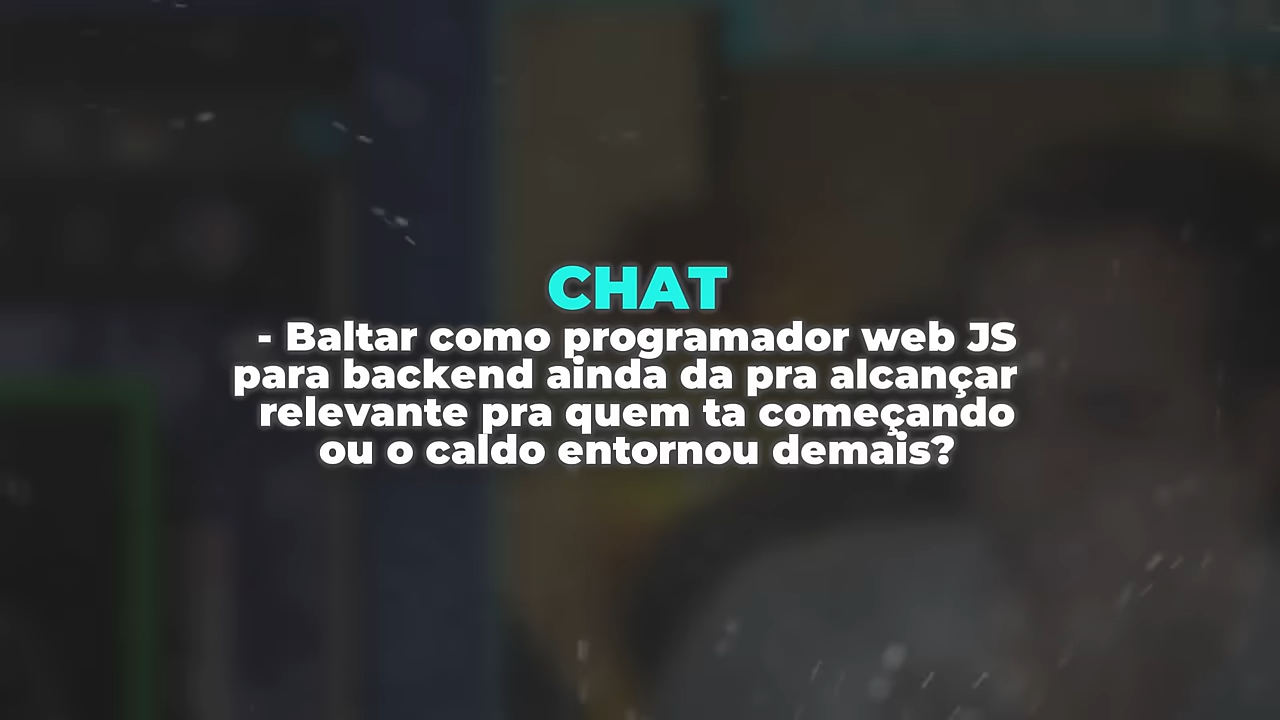 CHAT
- Baltar como programador web JS
para backend ainda da pra alcançar
relevante pra quem ta começando
ou o caldo entornou demais?